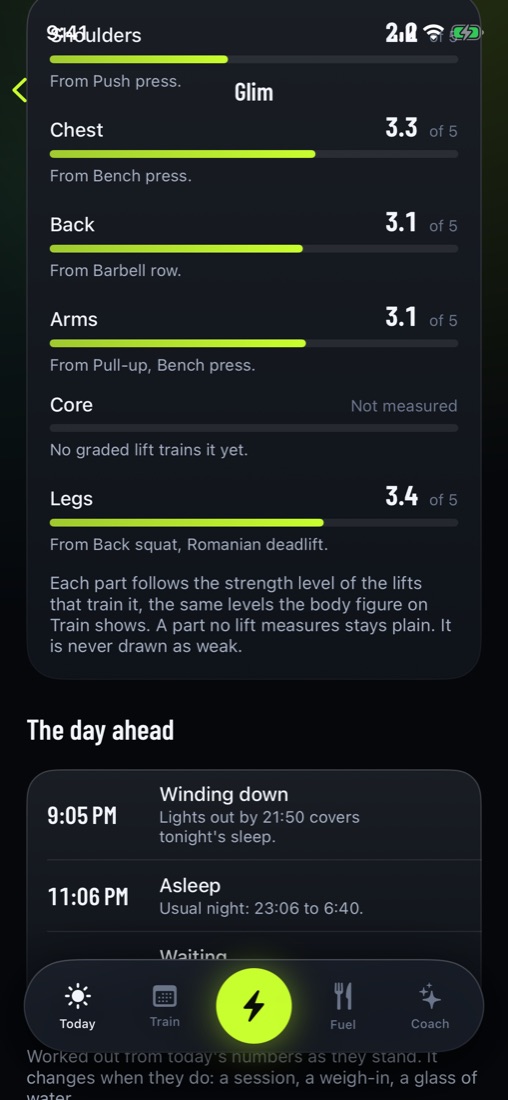 9:41
Shoulders
of 5
From Push press.
Glim
Chest
3.3 of 5
From Bench press.
Back
3.1 of 5
From Barbell row.
Arms
3.1 of 5
From Pull-up, Bench press.
Core
Not measured
No graded lift trains it yet.
Legs
3.4 of 5
From Back squat, Romanian deadlift.
Each part follows the strength level of the lifts
that train it, the same levels the body figure on
Train shows. A part no lift measures stays plain. It
is never drawn as weak.
The day ahead
9:05 PM
Winding down
Lights out by 21:50 covers
tonight's sleep.
11:06 PM
Asleep
Usual night: 23:06 to 6:40.
Waiting
Today
Train
Fuel
Coach
Worked out from today's numbers as they stand. It
changes when they do: a session, a weigh-in, a glass of
water